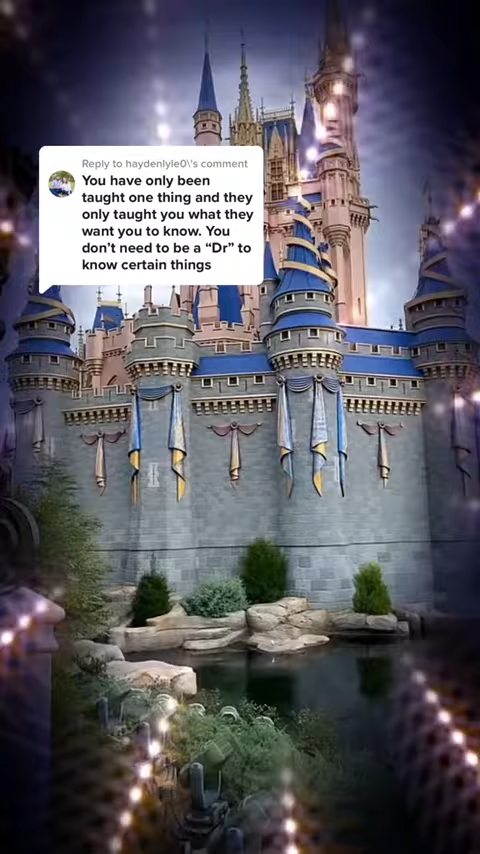 Reply to haydenlyle0\'s comment
You have only been
taught one thing and they
only taught you what they
want you to know. You
don't need to be a “Dr” to
know certain things